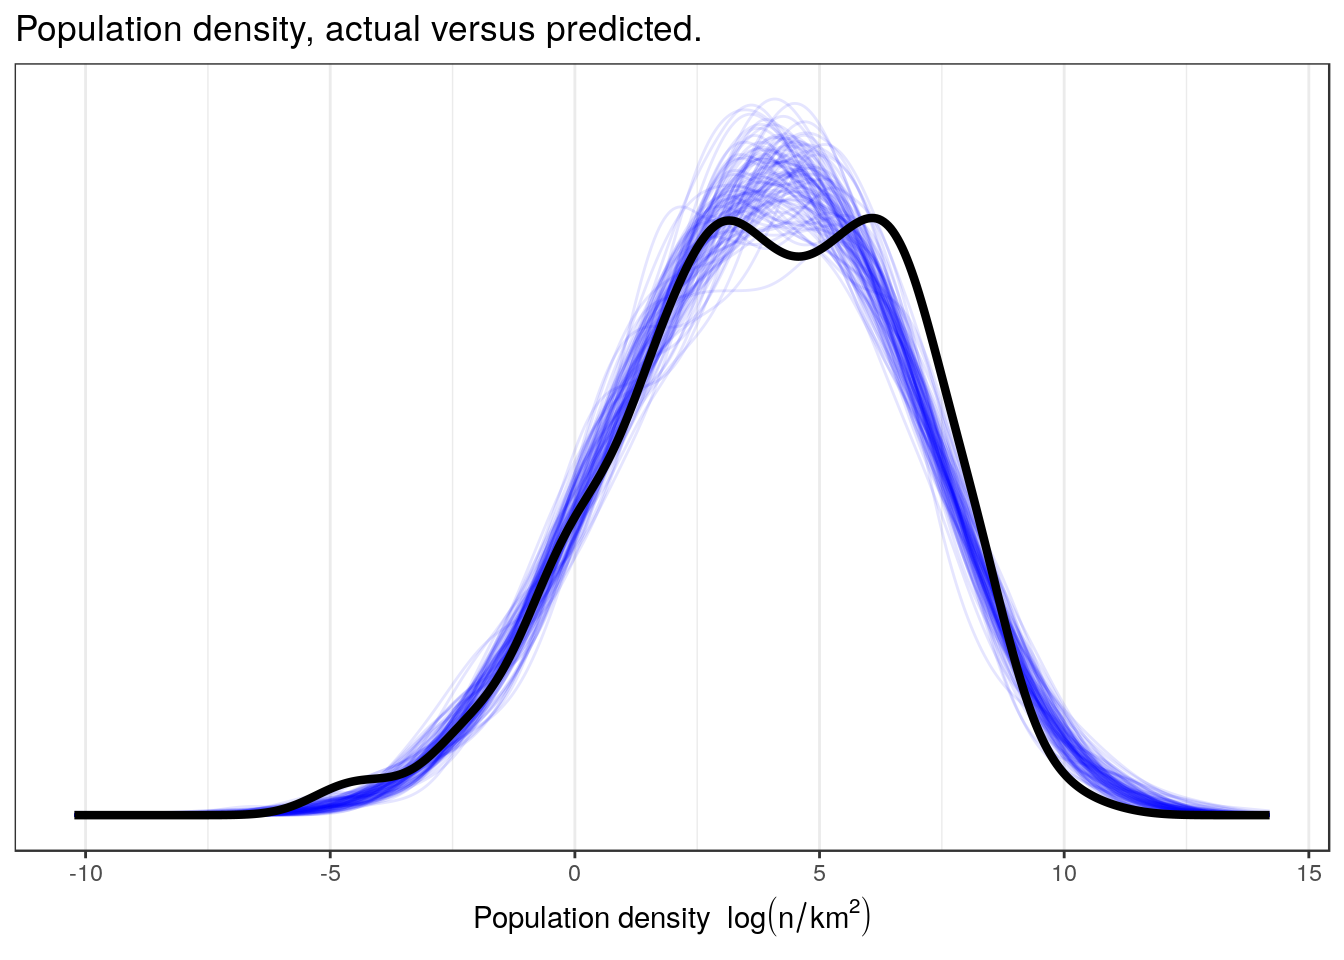 Population density, actual versus predicted.
-10 -5 0 5 10 15
Population density log(n/km²)